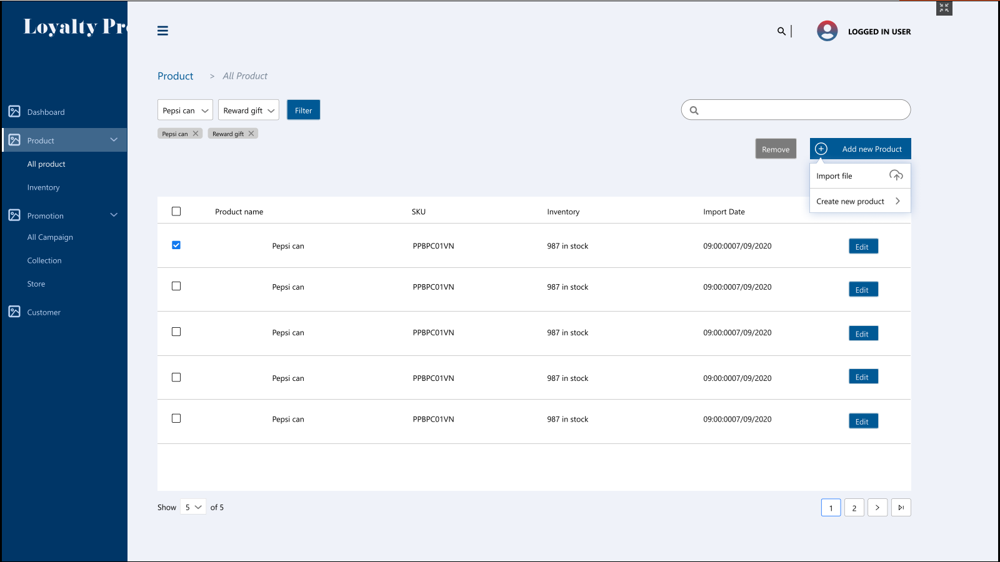 Loyalty Pro
LOGGED IN USER
Product > All Product
Dashboard
Product
All product
Inventory
Promotion
All Campaign
Collection
Store
Customer
Pepsi can Reward gift Filter
Pepsi can Reward gift
Remove Add new Product
Import file
Create new product
Product name SKU Inventory Import Date
Pepsi can PPBPC01VN 987 in stock 09:00:0007/09/2020 Edit
Pepsi can PPBPC01VN 987 in stock 09:00:0007/09/2020 Edit
Pepsi can PPBPC01VN 987 in stock 09:00:0007/09/2020 Edit
Pepsi can PPBPC01VN 987 in stock 09:00:0007/09/2020 Edit
Pepsi can PPBPC01VN 987 in stock 09:00:0007/09/2020 Edit
Show 5 of 5 1 2